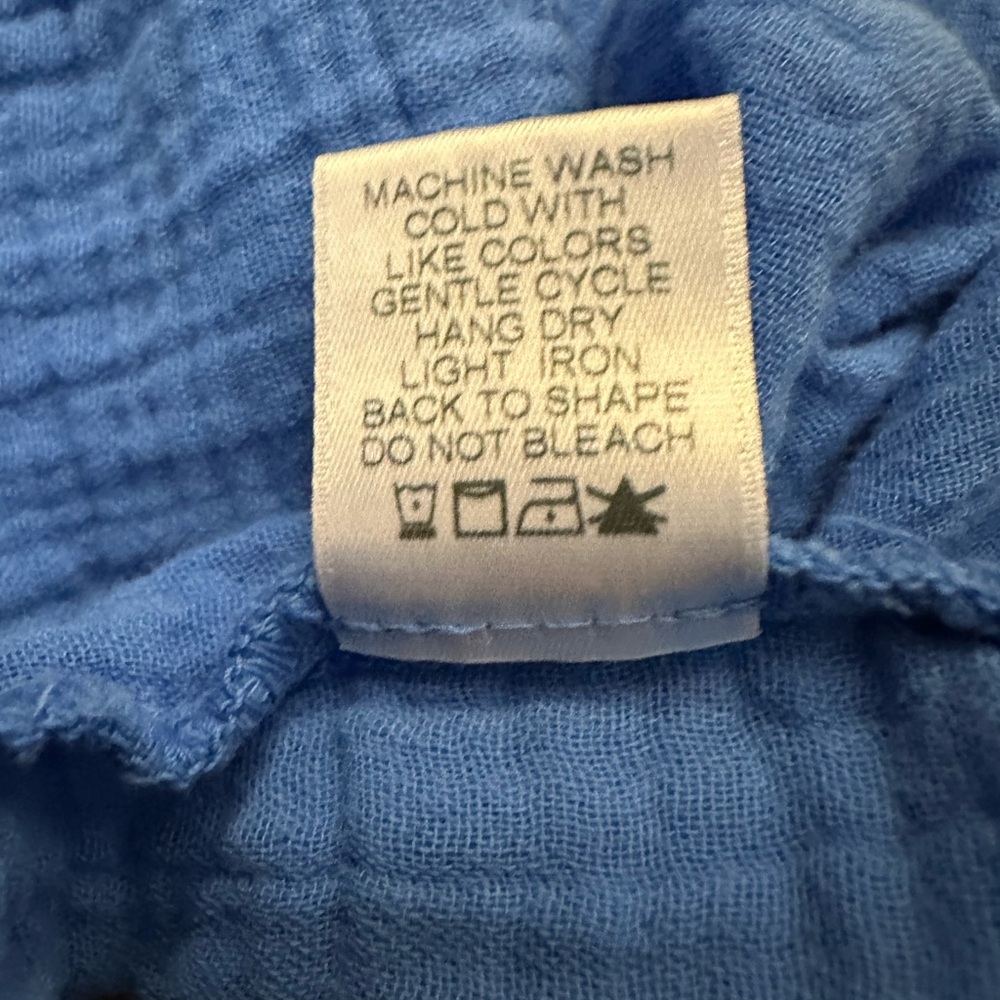 MACHINE WASH
COLD WITH
LIKE COLORS
GENTLE CYCLE
HANG DRY
LIGHT IRON
BACK TO SHAPE
DO NOT BLEACH